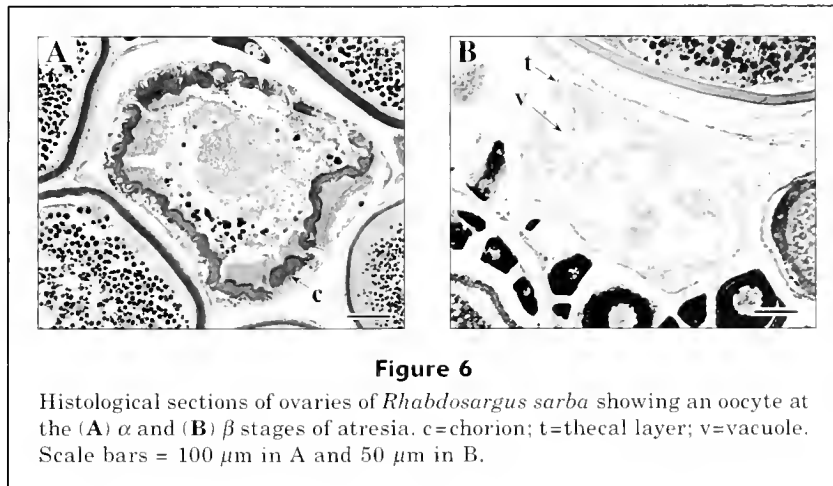 A
B
t
v
c
Figure 6
Histological sections of ovaries of Rhabdosargus sarba showing an oocyte at
the (A) α and (B) β stages of atresia. c=chorion; t=thecal layer; v=vacuole.
Scale bars = 100 μm in A and 50 μm in B.